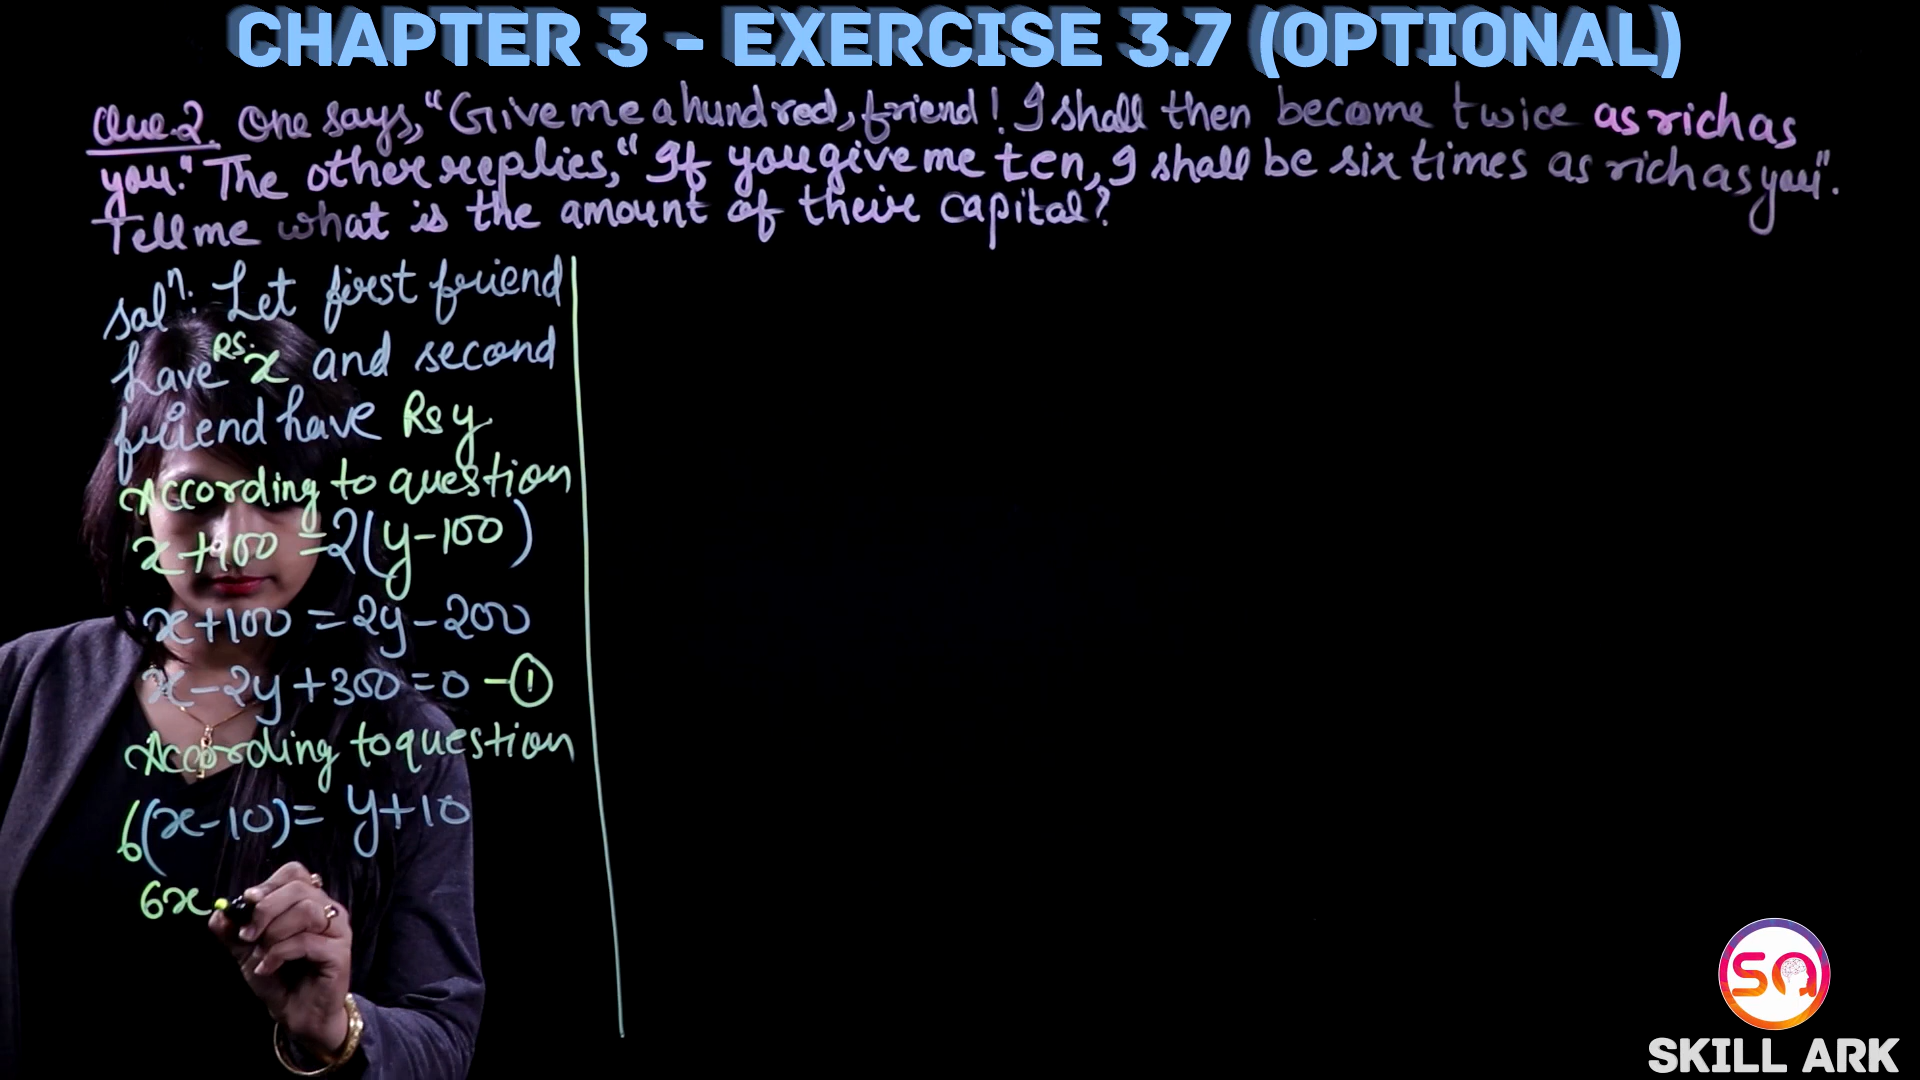 CHAPTER 3 - EXERCISE 3.7 (OPTIONAL)
Que.2. One says, "Give me a hundred, friend! I shall then become twice as rich as
you." The other replies, "If you give me ten, I shall be six times as rich as you".
Tell me what is the amount of their capital?
solⁿ: Let first friend
have Rs. x and second
friend have Rs y
According to question
x+100 = 2(y-100)
x+100 = 2y-200
x-2y+300=0 -①
According to question
6(x-10)= y+10
6x
SA
SKILL ARK